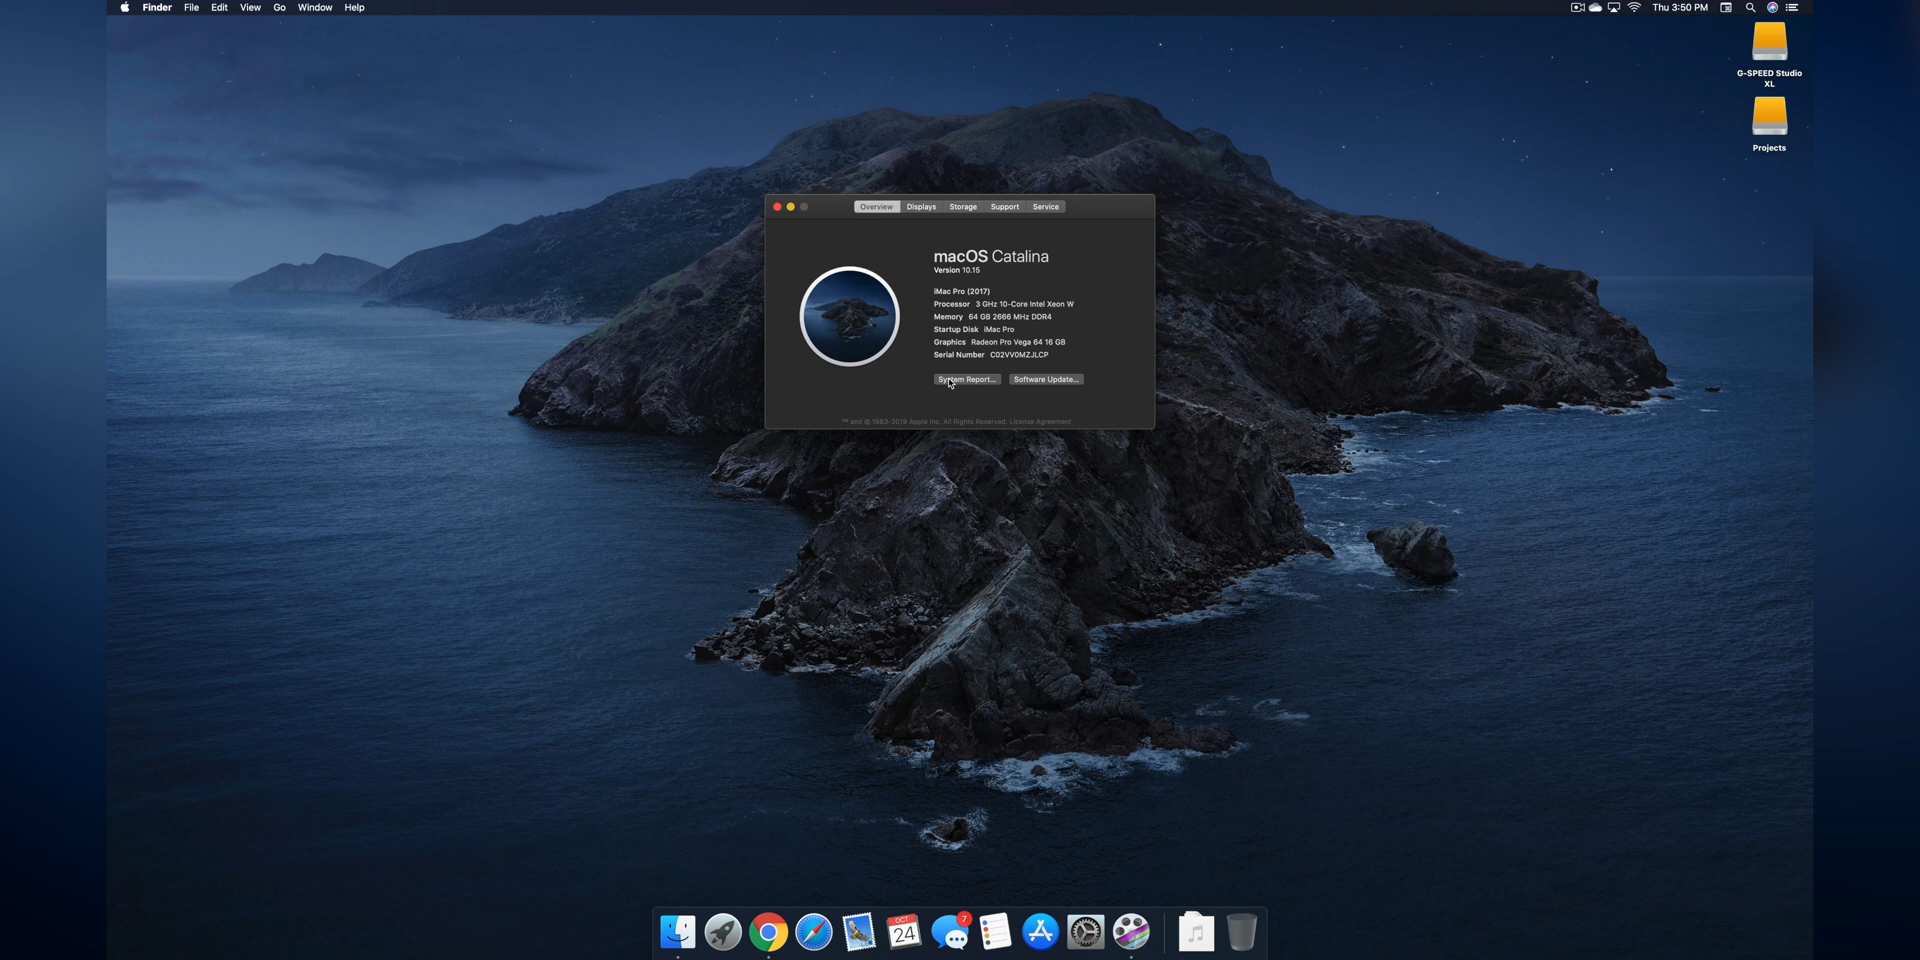 Finder File Edit View Go Window Help
Thu 3:50 PM
G-SPEED Studio
XL
Projects
Overview Displays Storage Support Service
macOS Catalina
Version 10.15
iMac Pro (2017)
Processor 3 GHz 10-Core Intel Xeon W
Memory 64 GB 2666 MHz DDR4
Startup Disk iMac Pro
Graphics Radeon Pro Vega 64 16 GB
Serial Number C02VV0MZJLCP
System Report... Software Update...
™ and © 1983-2019 Apple Inc. All Rights Reserved. License Agreement
OCT
24
7